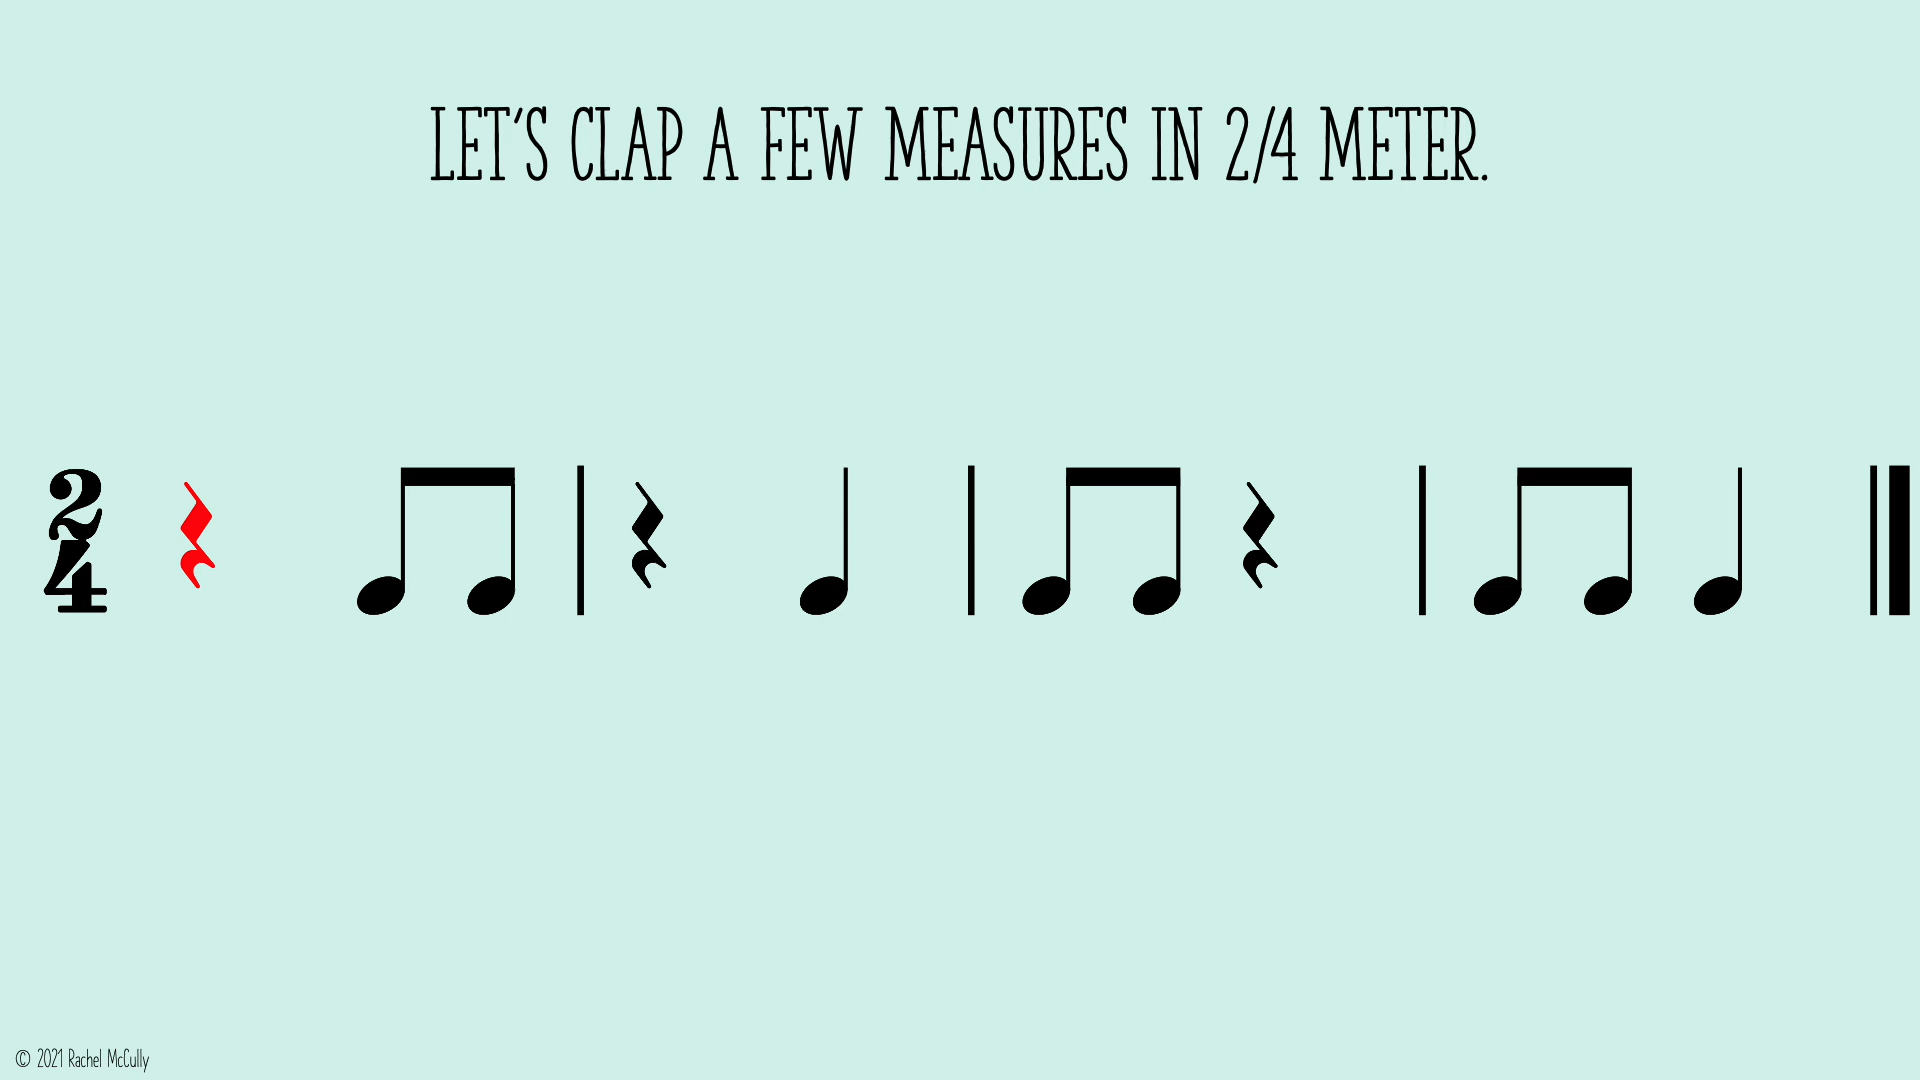 LET'S CLAP A FEW MEASURES IN 2/4 METER.
2
4
© 2021 Rachel McCully